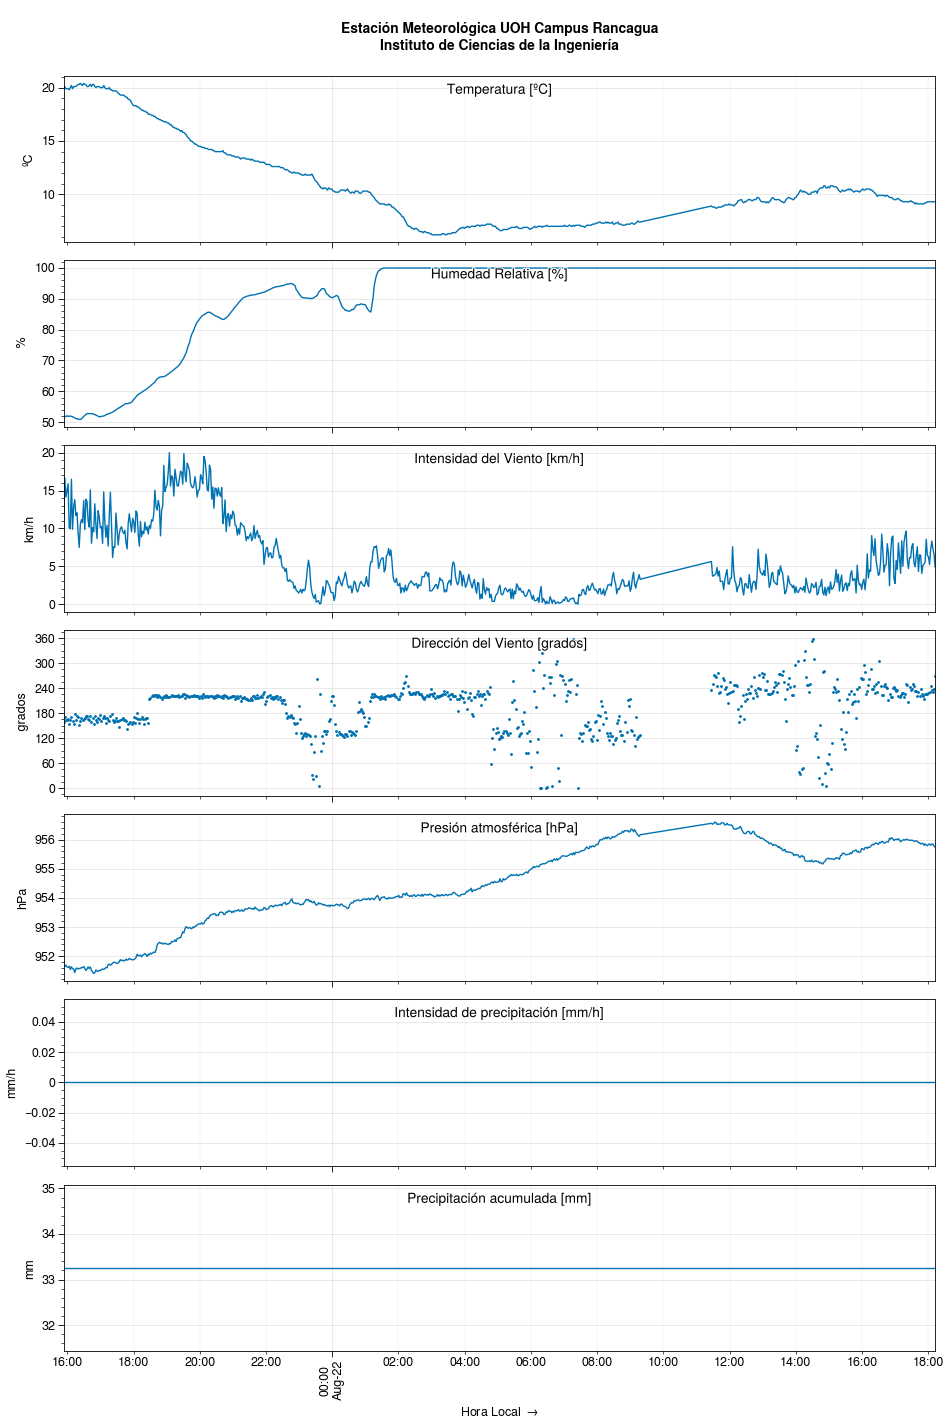 Estación Meteorológica UOH Campus Rancagua
Instituto de Ciencias de la Ingeniería
Temperatura [ºC]
20
15
10
ºC
Humedad Relativa [%]
100
90
80
70
60
50
%
Intensidad del Viento [km/h]
20
15
10
5
0
km/h
Dirección del Viento [grados]
360
300
240
180
120
60
0
grados
Presión atmosférica [hPa]
956
955
954
953
952
hPa
Intensidad de precipitación [mm/h]
0.04
0.02
0
−0.02
−0.04
mm/h
Precipitación acumulada [mm]
35
34
33
32
mm
16:00 18:00 20:00 22:00 00:00 02:00 04:00 06:00 08:00 10:00 12:00 14:00 16:00 18:00
Aug-22
Hora Local →